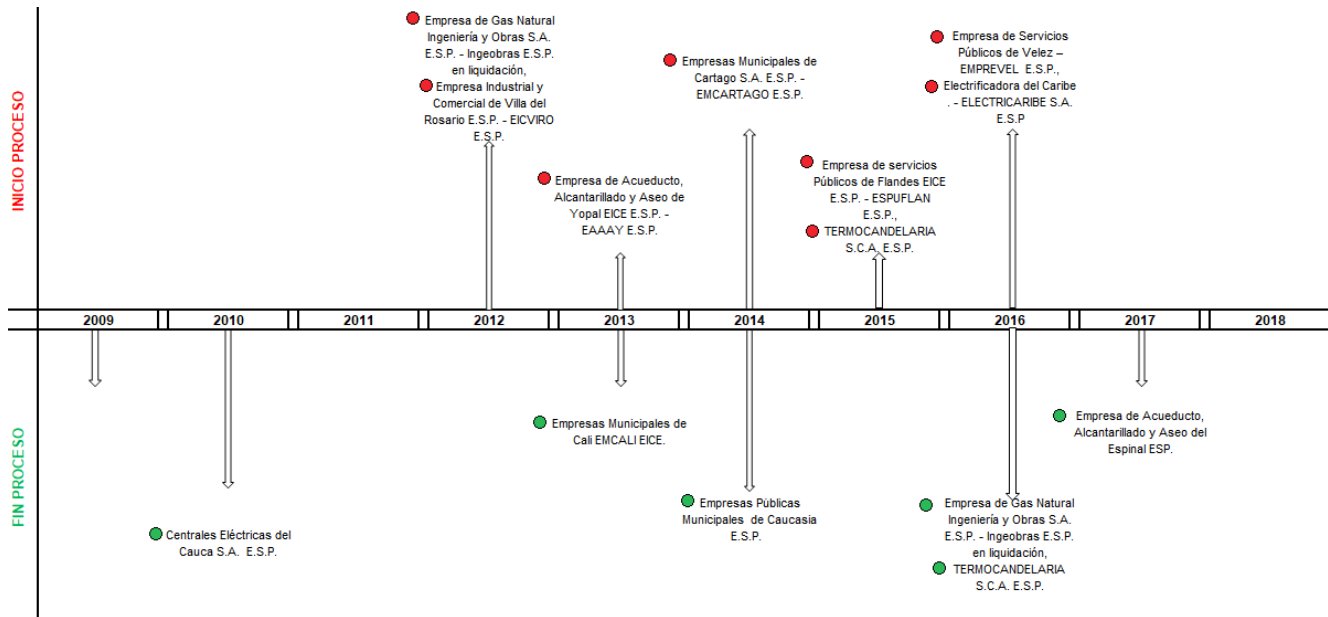 INICIO PROCESO
Empresa de Gas Natural
Ingeniería y Obras S.A.
E.S.P. - Ingeobras E.S.P.
en liquidación,
Empresa Industrial y
Comercial de Villa del
Rosario E.S.P. - EICVIRO
E.S.P.
Empresa de Acueducto,
Alcantarillado y Aseo de
Yopal EICE E.S.P. -
EAAAY E.S.P.
Empresas Municipales de
Cartago S.A. E.S.P. -
EMCARTAGO E.S.P.
Empresa de servicios
Públicos de Flandes EICE
E.S.P. - ESPUFLAN
E.S.P.,
TERMOCANDELARIA
S.C.A. E.S.P.
Empresa de Servicios
Públicos de Velez –
EMPREVEL E.S.P.,
Electrificadora del Caribe
. - ELECTRICARIBE S.A.
E.S.P
2009 2010 2011 2012 2013 2014 2015 2016 2017 2018
FIN PROCESO
Centrales Eléctricas del
Cauca S.A. E.S.P.
Empresas Municipales de
Cali EMCALI EICE.
Empresas Públicas
Municipales de Caucasia
E.S.P.
Empresa de Gas Natural
Ingeniería y Obras S.A.
E.S.P. - Ingeobras E.S.P.
en liquidación,
TERMOCANDELARIA
S.C.A. E.S.P.
Empresa de Acueducto,
Alcantarillado y Aseo del
Espinal ESP.